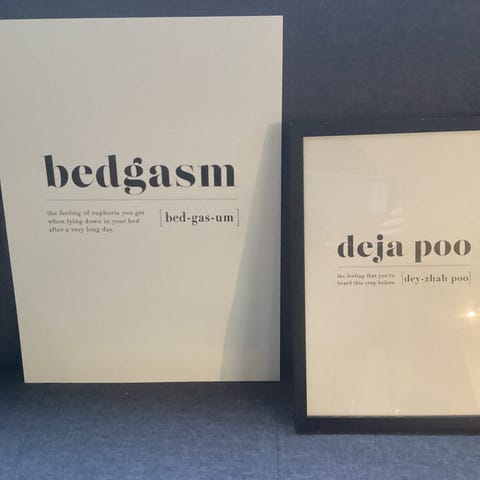 bedgasm
the feeling of euphoria you get
when lying down in your bed
after a very long day.
[bed-gas-um]
deja poo
the feeling that you've
heard this crap before.
[dey-zhah poo]